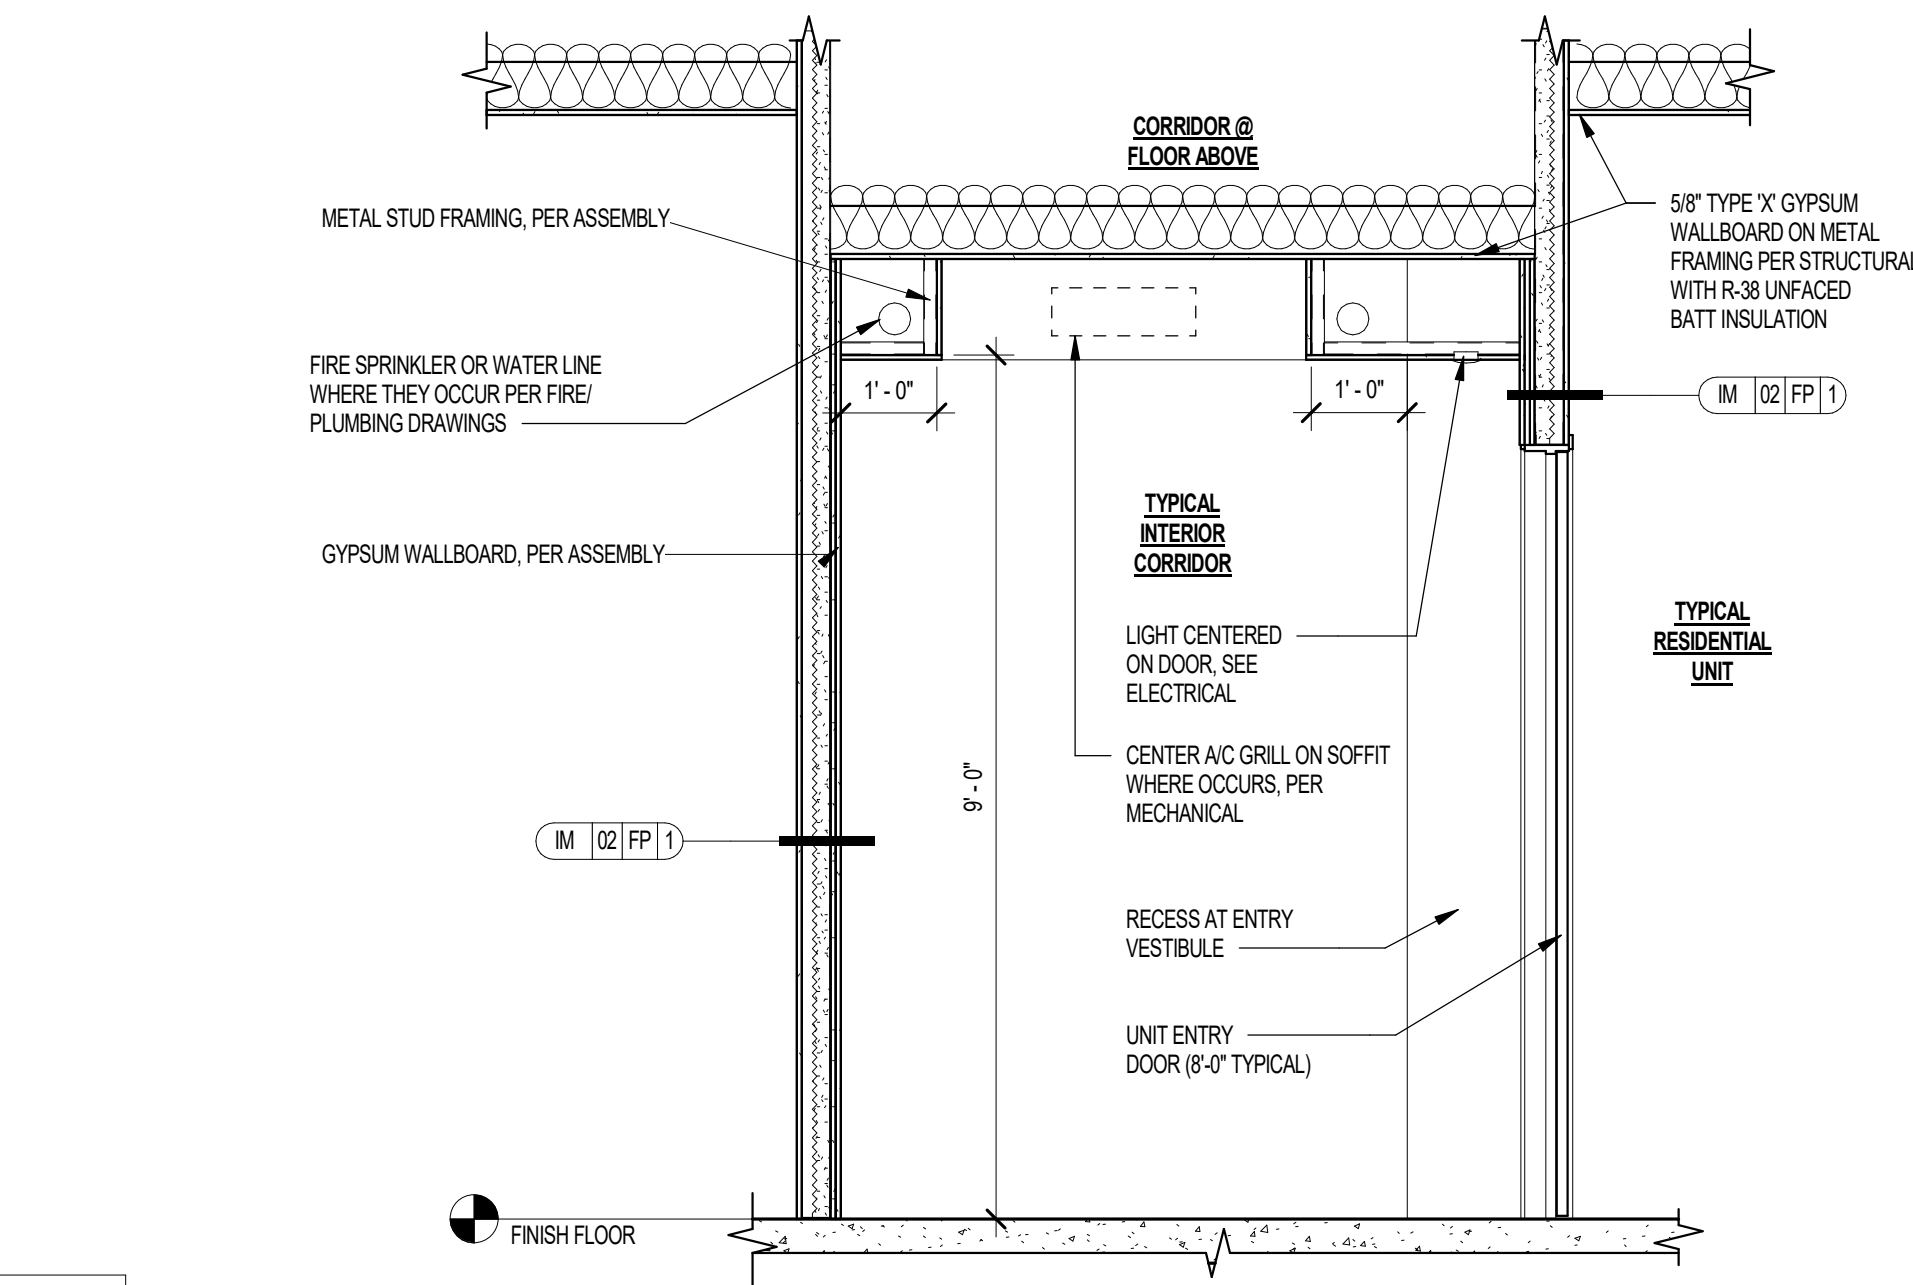 CORRIDOR @
FLOOR ABOVE
METAL STUD FRAMING, PER ASSEMBLY
5/8" TYPE 'X' GYPSUM
WALLBOARD ON METAL
FRAMING PER STRUCTURAL
WITH R-38 UNFACED
BATT INSULATION
FIRE SPRINKLER OR WATER LINE
WHERE THEY OCCUR PER FIRE/
PLUMBING DRAWINGS
1' - 0"
1' - 0"
IM 02 FP 1
TYPICAL
INTERIOR
CORRIDOR
GYPSUM WALLBOARD, PER ASSEMBLY
TYPICAL
RESIDENTIAL
UNIT
LIGHT CENTERED
ON DOOR, SEE
ELECTRICAL
CENTER A/C GRILL ON SOFFIT
WHERE OCCURS, PER
MECHANICAL
9' - 0"
IM 02 FP 1
RECESS AT ENTRY
VESTIBULE
UNIT ENTRY
DOOR (8'-0" TYPICAL)
FINISH FLOOR